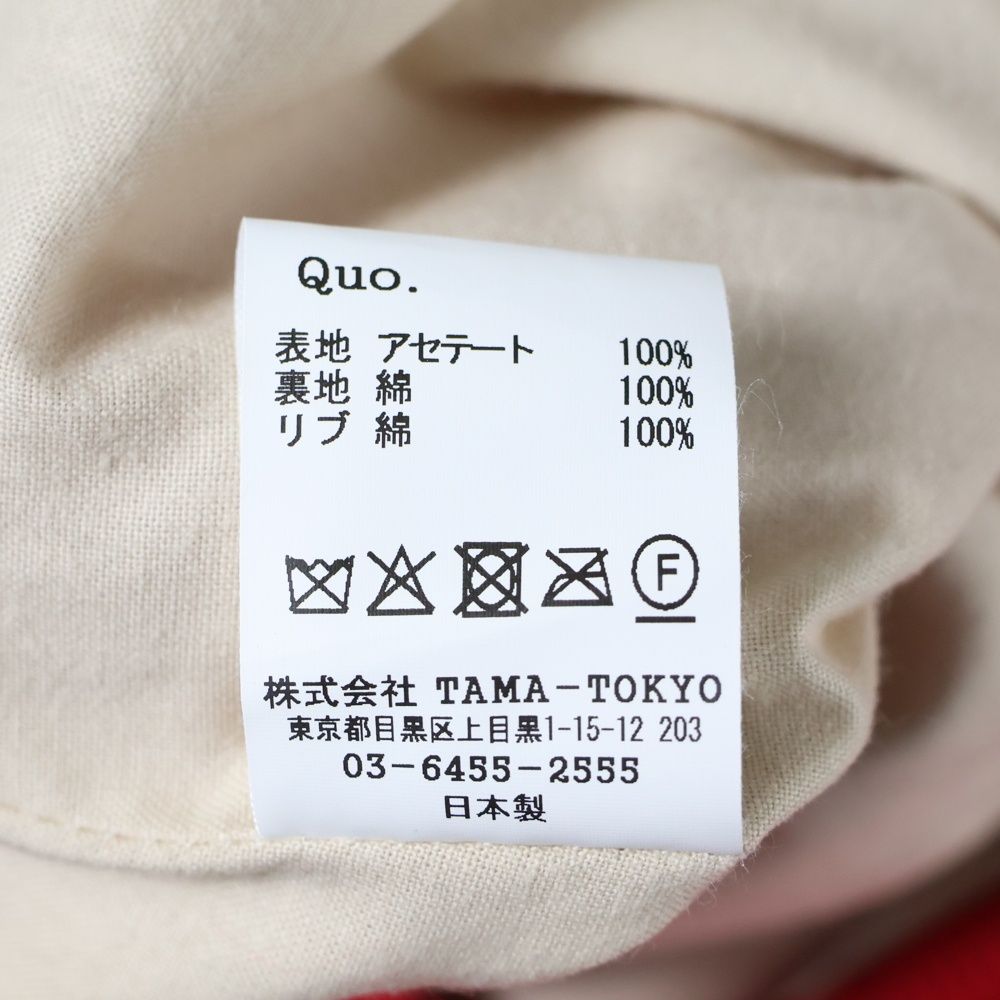 Quo.
表地 アセテート 100%
裏地 綿 100%
リブ 綿 100%
F
株式会社 TAMA-TOKYO
東京都目黒区上目黒1-15-12 203
03-6455-2555
日本製